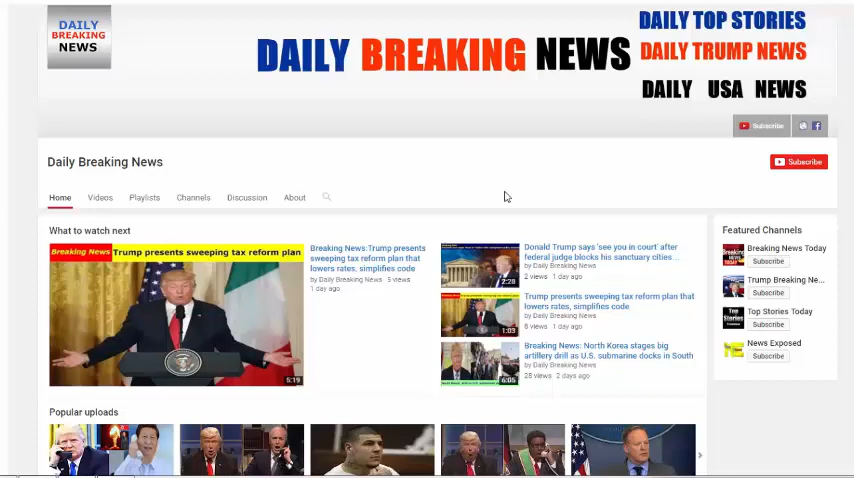 DAILY
BREAKING
NEWS
DAILY BREAKING NEWS
DAILY TOP STORIES
DAILY TRUMP NEWS
DAILY USA NEWS
Subscribe
Daily Breaking News
Subscribe
Home Videos Playlists Channels Discussion About
What to watch next
Breaking News Trump presents sweeping tax reform plan
5:19
Breaking News:Trump presents
sweeping tax reform plan that
lowers rates, simplifies code
by Daily Breaking News 5 views
1 day ago
2:28
Donald Trump says 'see you in court' after
federal judge blocks his sanctuary cities...
by Daily Breaking News
2 views 1 day ago
1:03
Trump presents sweeping tax reform plan that
lowers rates, simplifies code
by Daily Breaking News
6 views 1 day ago
6:05
Breaking News: North Korea stages big
artillery drill as U.S. submarine docks in South
by Daily Breaking News
28 views 2 days ago
Featured Channels
Breaking News Today
Subscribe
Trump Breaking Ne...
Subscribe
Top Stories Today
Subscribe
News Exposed
Subscribe
Popular uploads